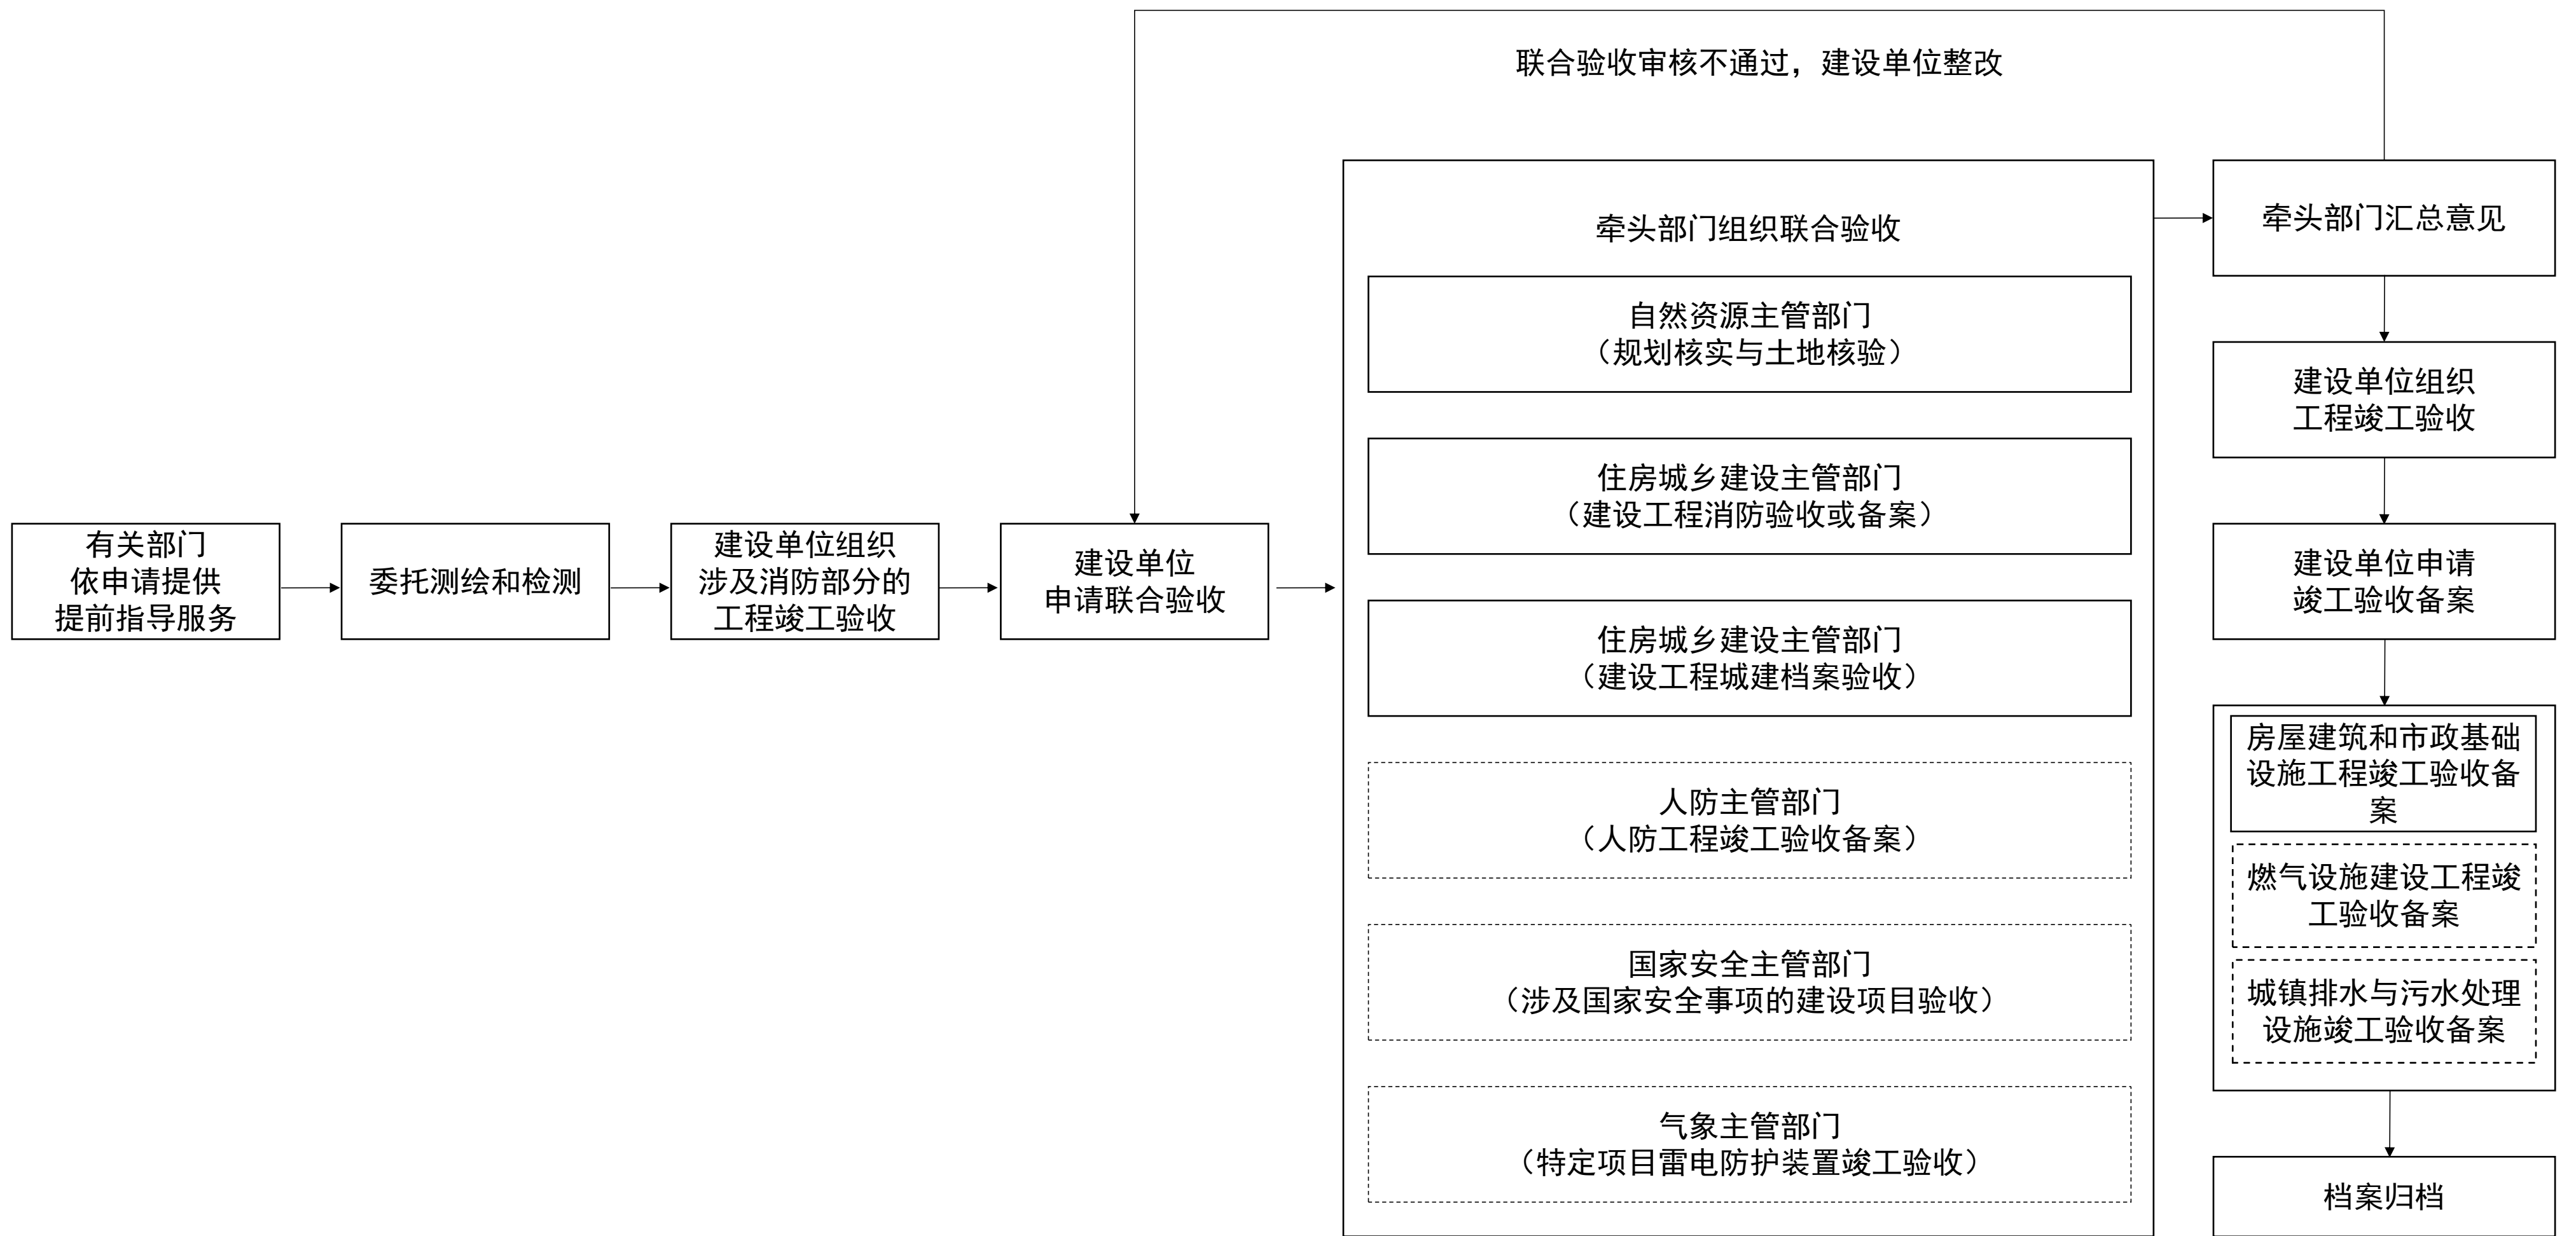 联合验收审核不通过，建设单位整改
有关部门
依申请提供
提前指导服务
委托测绘和检测
建设单位组织
涉及消防部分的
工程竣工验收
建设单位
申请联合验收
牵头部门组织联合验收
自然资源主管部门
（规划核实与土地核验）
住房城乡建设主管部门
（建设工程消防验收或备案）
住房城乡建设主管部门
（建设工程城建档案验收）
人防主管部门
（人防工程竣工验收备案）
国家安全主管部门
（涉及国家安全事项的建设项目验收）
气象主管部门
（特定项目雷电防护装置竣工验收）
牵头部门汇总意见
建设单位组织
工程竣工验收
建设单位申请
竣工验收备案
房屋建筑和市政基础
设施工程竣工验收备
案
燃气设施建设工程竣
工验收备案
城镇排水与污水处理
设施竣工验收备案
档案归档